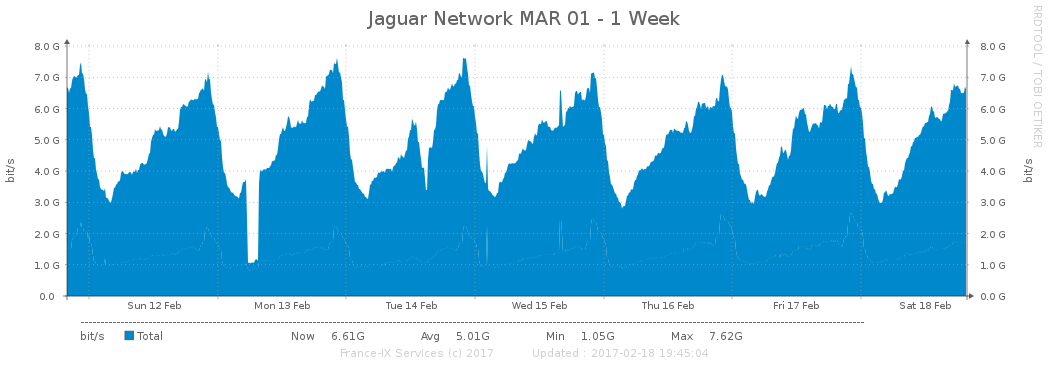 Jaguar Network MAR 01 - 1 Week
RRDTOOL / TOBI OETIKER
bit/s
8.0 G
7.0 G
6.0 G
5.0 G
4.0 G
3.0 G
2.0 G
1.0 G
0.0
8.0 G
7.0 G
6.0 G
5.0 G
4.0 G
3.0 G
2.0 G
1.0 G
0.0 G
bit/s
Sun 12 Feb Mon 13 Feb Tue 14 Feb Wed 15 Feb Thu 16 Feb Fri 17 Feb Sat 18 Feb
bit/s Total Now 6.61G Avg 5.01G Min 1.05G Max 7.62G
France-IX Services (c) 2017 Updated : 2017-02-18 19:45:04